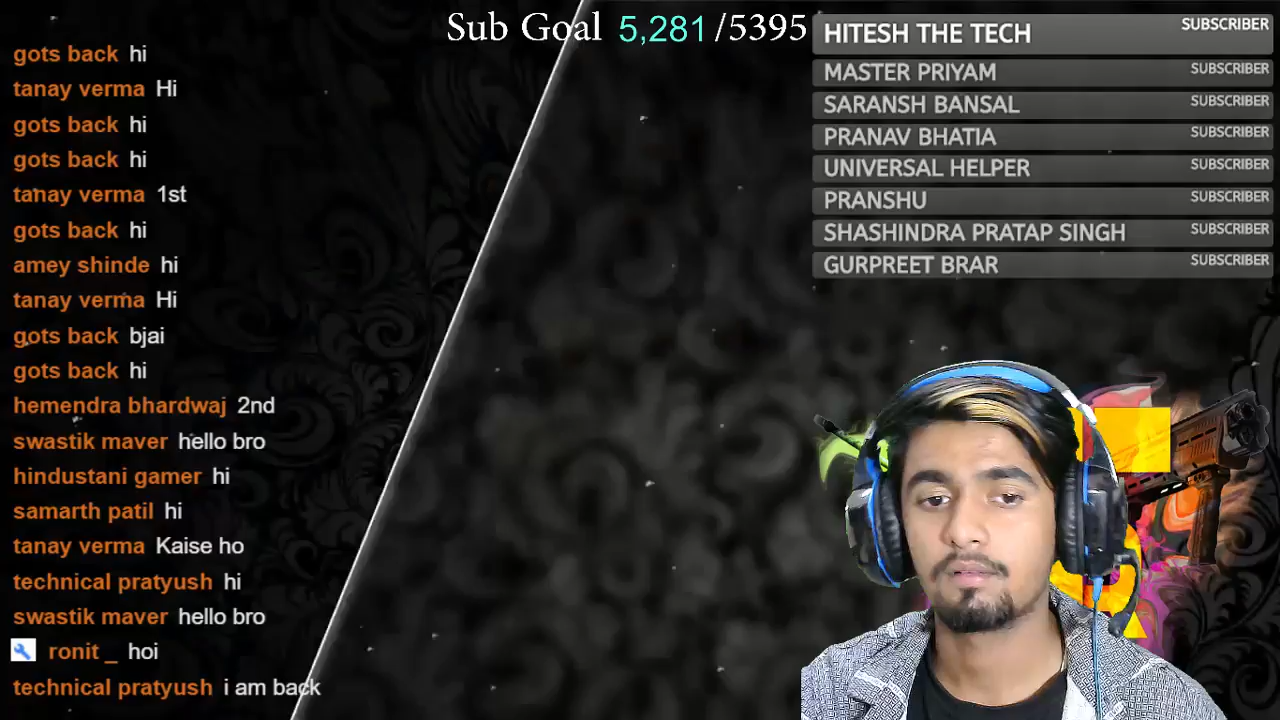 Sub Goal 5,281/5395
gots back hi
tanay verma Hi
gots back hi
gots back hi
tanay verma 1st
gots back hi
amey shinde hi
tanay verma Hi
gots back bjai
gots back hi
hemendra bhardwaj 2nd
swastik maver hello bro
hindustani gamer hi
samarth patil hi
tanay verma Kaise ho
technical pratyush hi
swastik maver hello bro
ronit _ hoi
technical pratyush i am back
HITESH THE TECH SUBSCRIBER
MASTER PRIYAM SUBSCRIBER
SARANSH BANSAL SUBSCRIBER
PRANAV BHATIA SUBSCRIBER
UNIVERSAL HELPER SUBSCRIBER
PRANSHU SUBSCRIBER
SHASHINDRA PRATAP SINGH SUBSCRIBER
GURPREET BRAR SUBSCRIBER